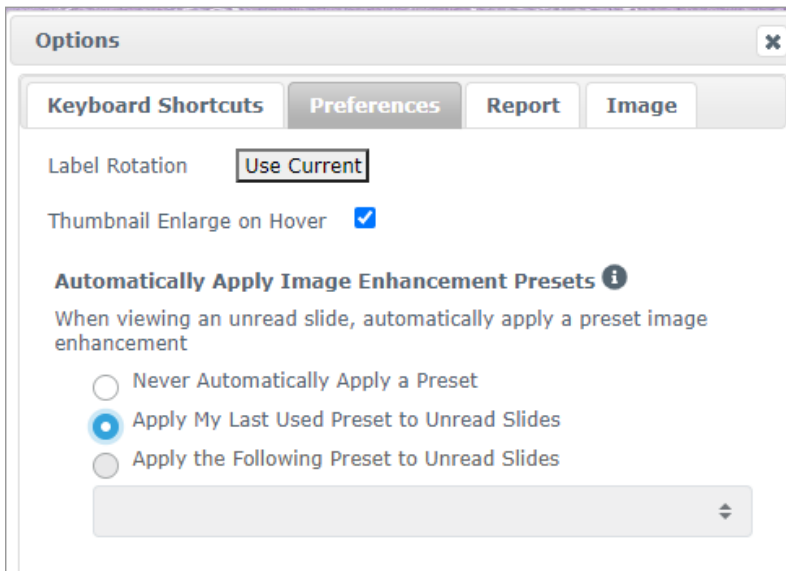 Options
Keyboard Shortcuts Preferences Report Image
Label Rotation Use Current
Thumbnail Enlarge on Hover
Automatically Apply Image Enhancement Presets
When viewing an unread slide, automatically apply a preset image
enhancement
Never Automatically Apply a Preset
Apply My Last Used Preset to Unread Slides
Apply the Following Preset to Unread Slides